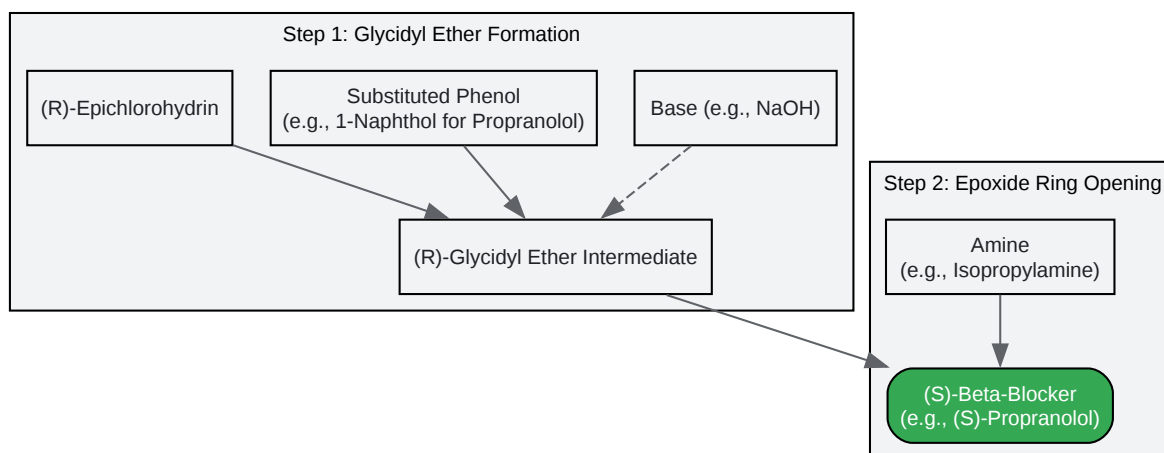 Step 1: Glycidyl Ether Formation
(R)-Epichlorohydrin
Substituted Phenol
(e.g., 1-Naphthol for Propranolol)
Base (e.g., NaOH)
(R)-Glycidyl Ether Intermediate
Step 2: Epoxide Ring Opening
Amine
(e.g., Isopropylamine)
(S)-Beta-Blocker
(e.g., (S)-Propranolol)